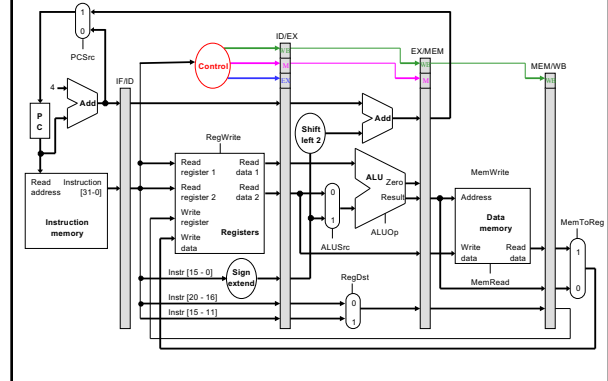 1
0
PCSrc
4
Add
P
C
IF/ID
Control
ID/EX
WB
M
EX
EX/MEM
WB
M
MEM/WB
WB
Add
Shift
left 2
RegWrite
Read
register 1
Read
data 1
Read
register 2
Read
data 2
Write
register
Write
data
Registers
Read
address
Instruction
[31-0]
Instruction
memory
0
1
ALUSrc
ALU
Zero
Result
ALUOp
MemWrite
Address
Data
memory
Write
data
Read
data
MemRead
MemToReg
1
0
Instr [15 - 0]
Sign
extend
Instr [20 - 16]
Instr [15 - 11]
RegDst
0
1